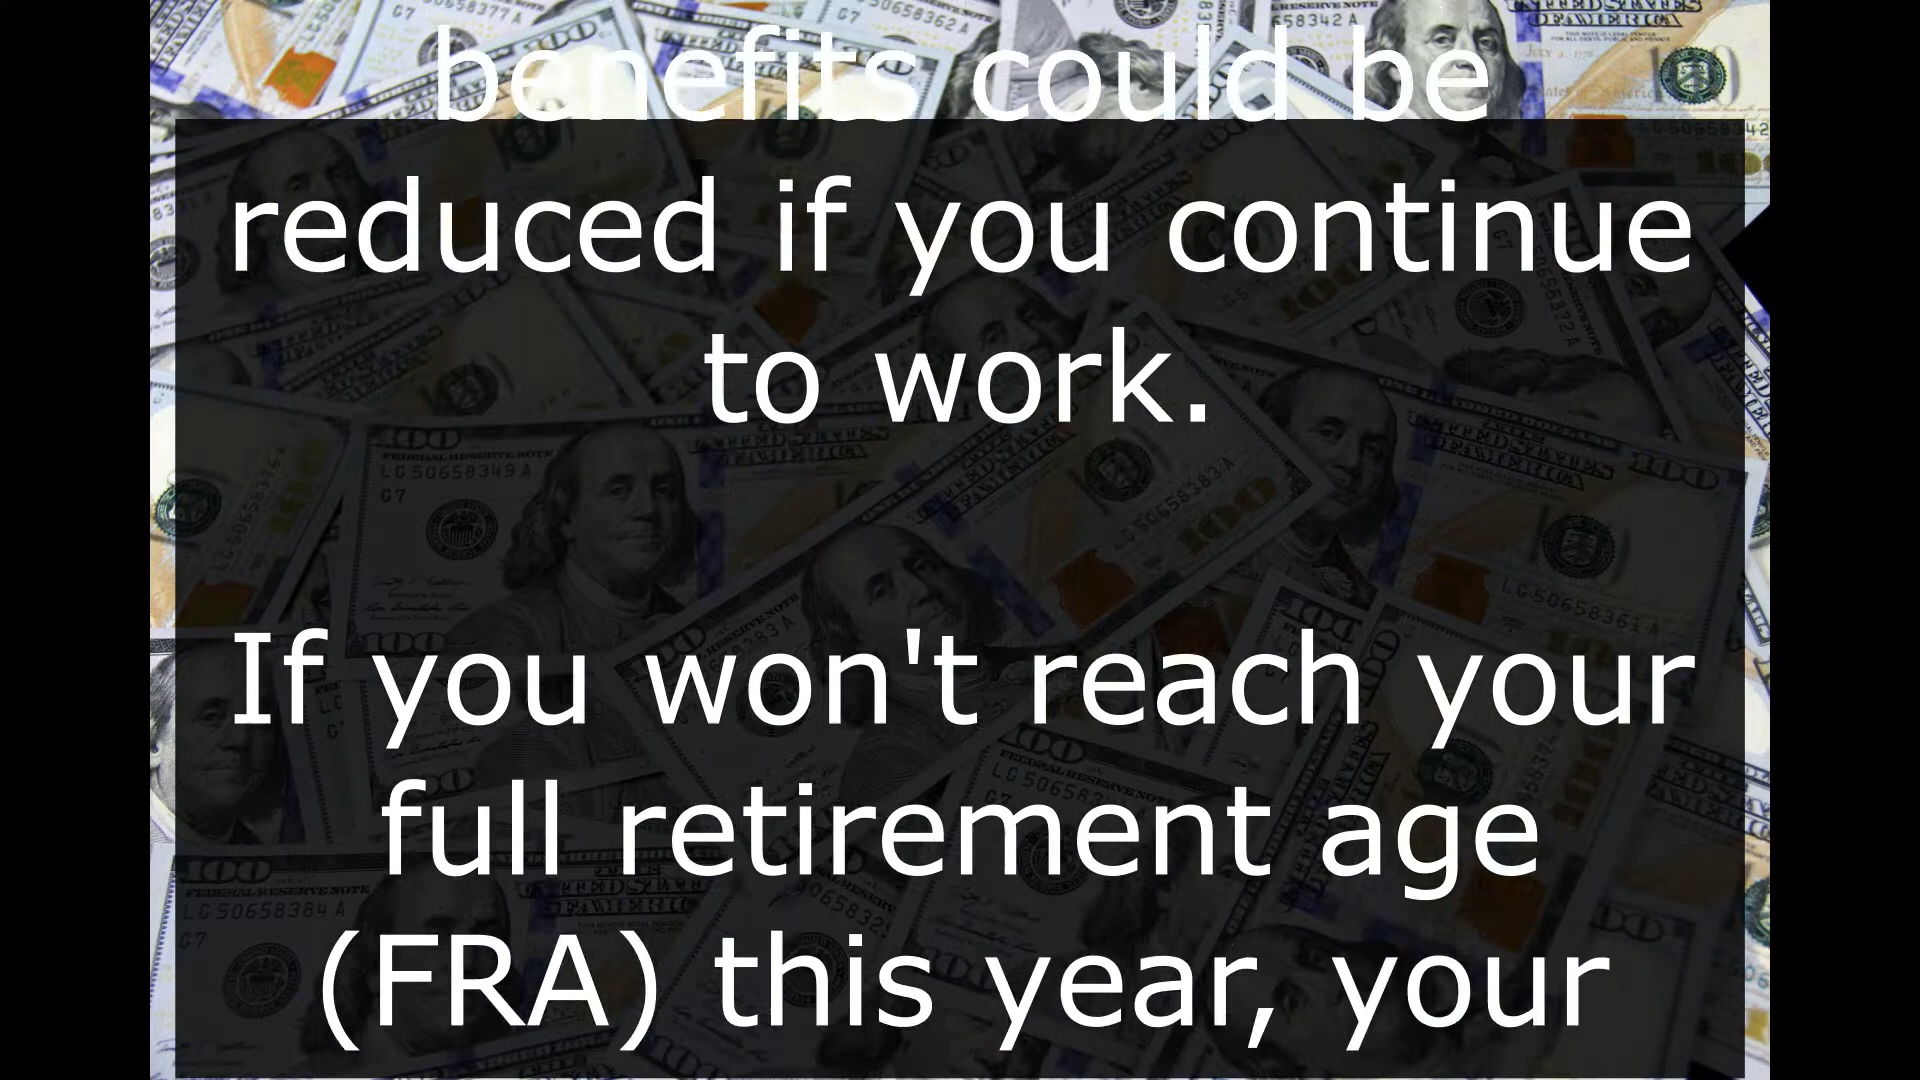 benefits could be
reduced if you continue
to work.
If you won't reach your
full retirement age
(FRA) this year, your